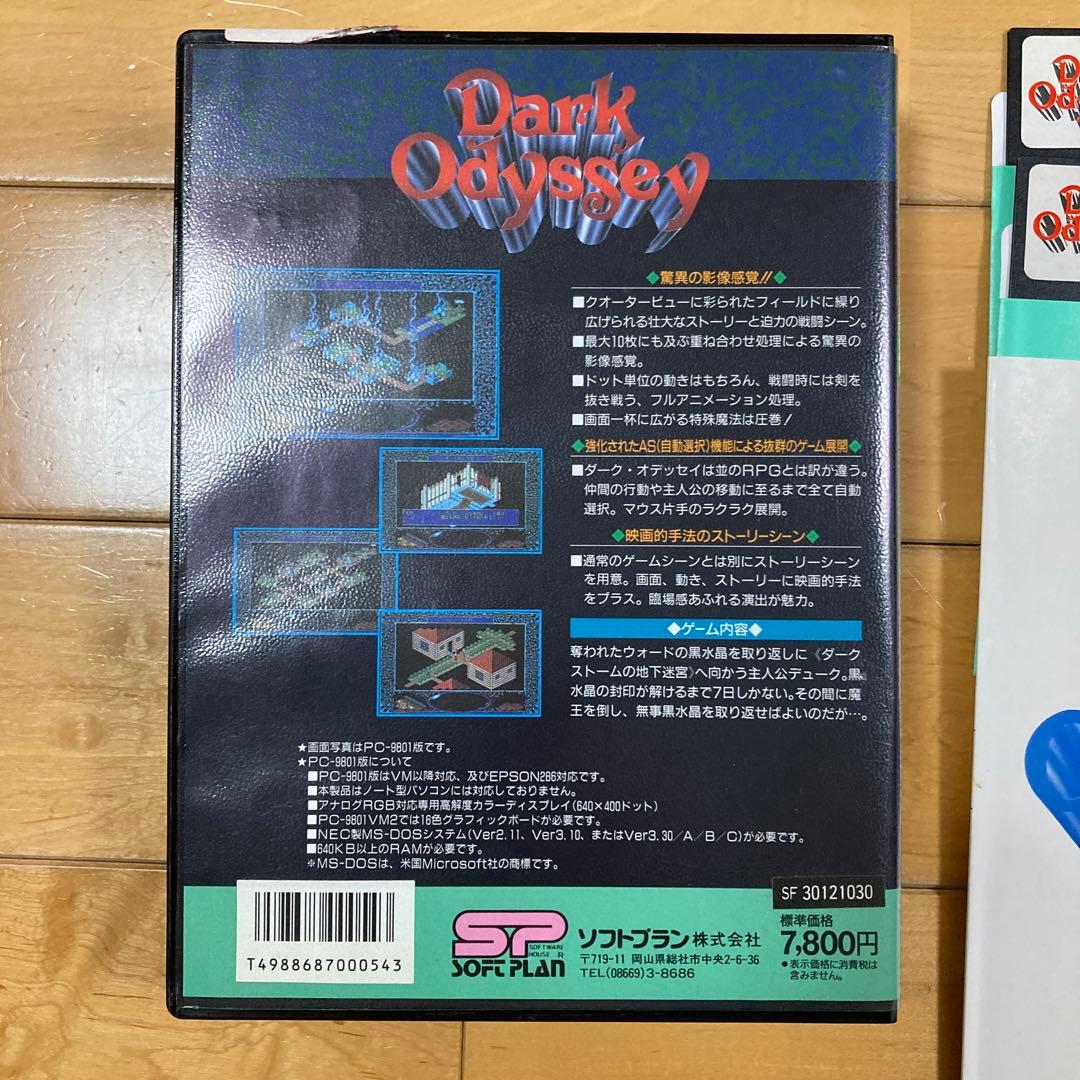 Dark
Odyssey
◆驚異の影像感覚!!◆
■クオータービューに彩られたフィールドに繰り
広げられる壮大なストーリーと迫力の戦闘シーン。
■最大10枚にも及ぶ重ね合わせ処理による驚異の
影像感覚。
■ドット単位の動きはもちろん、戦闘時には剣を
抜き戦う、フルアニメーション処理。
■画面一杯に広がる特殊魔法は圧巻!
◆強化されたAS(自動選択)機能による抜群のゲーム展開◆
■ダーク・オデッセイは並のRPGとは訳が違う。
仲間の行動や主人公の移動に至るまで全て自動
選択。マウス片手のラクラク展開。
◆映画的手法のストーリーシーン◆
■通常のゲームシーンとは別にストーリーシーン
を用意。画面、動き、ストーリーに映画的手法
をプラス。臨場感あふれる演出が魅力。
◆ゲーム内容◆
奪われたウォードの黒水晶を取り返しに《ダーク
ストームの地下迷宮》へ向かう主人公デューク。黒
水晶の封印が解けるまで7日しかない。その間に魔
王を倒し、無事黒水晶を取り返せばよいのだが…。
★画面写真はPC-9801版です。
★PC-9801版について
■PC-9801版はVM以降対応、及びEPSON286対応です。
■本製品はノート型パソコンには対応しておりません。
■アナログRGB対応専用高解度カラーディスプレイ(640×400ドット)
■PC-9801VM2では16色グラフィックボードが必要です。
■NEC製MS-DOSシステム(Ver2.11、Ver3.10、またはVer3.30/A/B/C)が必要です。
■640KB以上のRAMが必要です。
※MS-DOSは、米国Microsoft社の商標です。
T4988687000543
SP
SOFTWARE
HOUSE R
SOFT PLAN
ソフトプラン株式会社
〒719-11 岡山県総社市中央2-6-36
TEL(08669)3-8686
SF 30121030
標準価格
7,800円
●表示価格に消費税は
含みません。